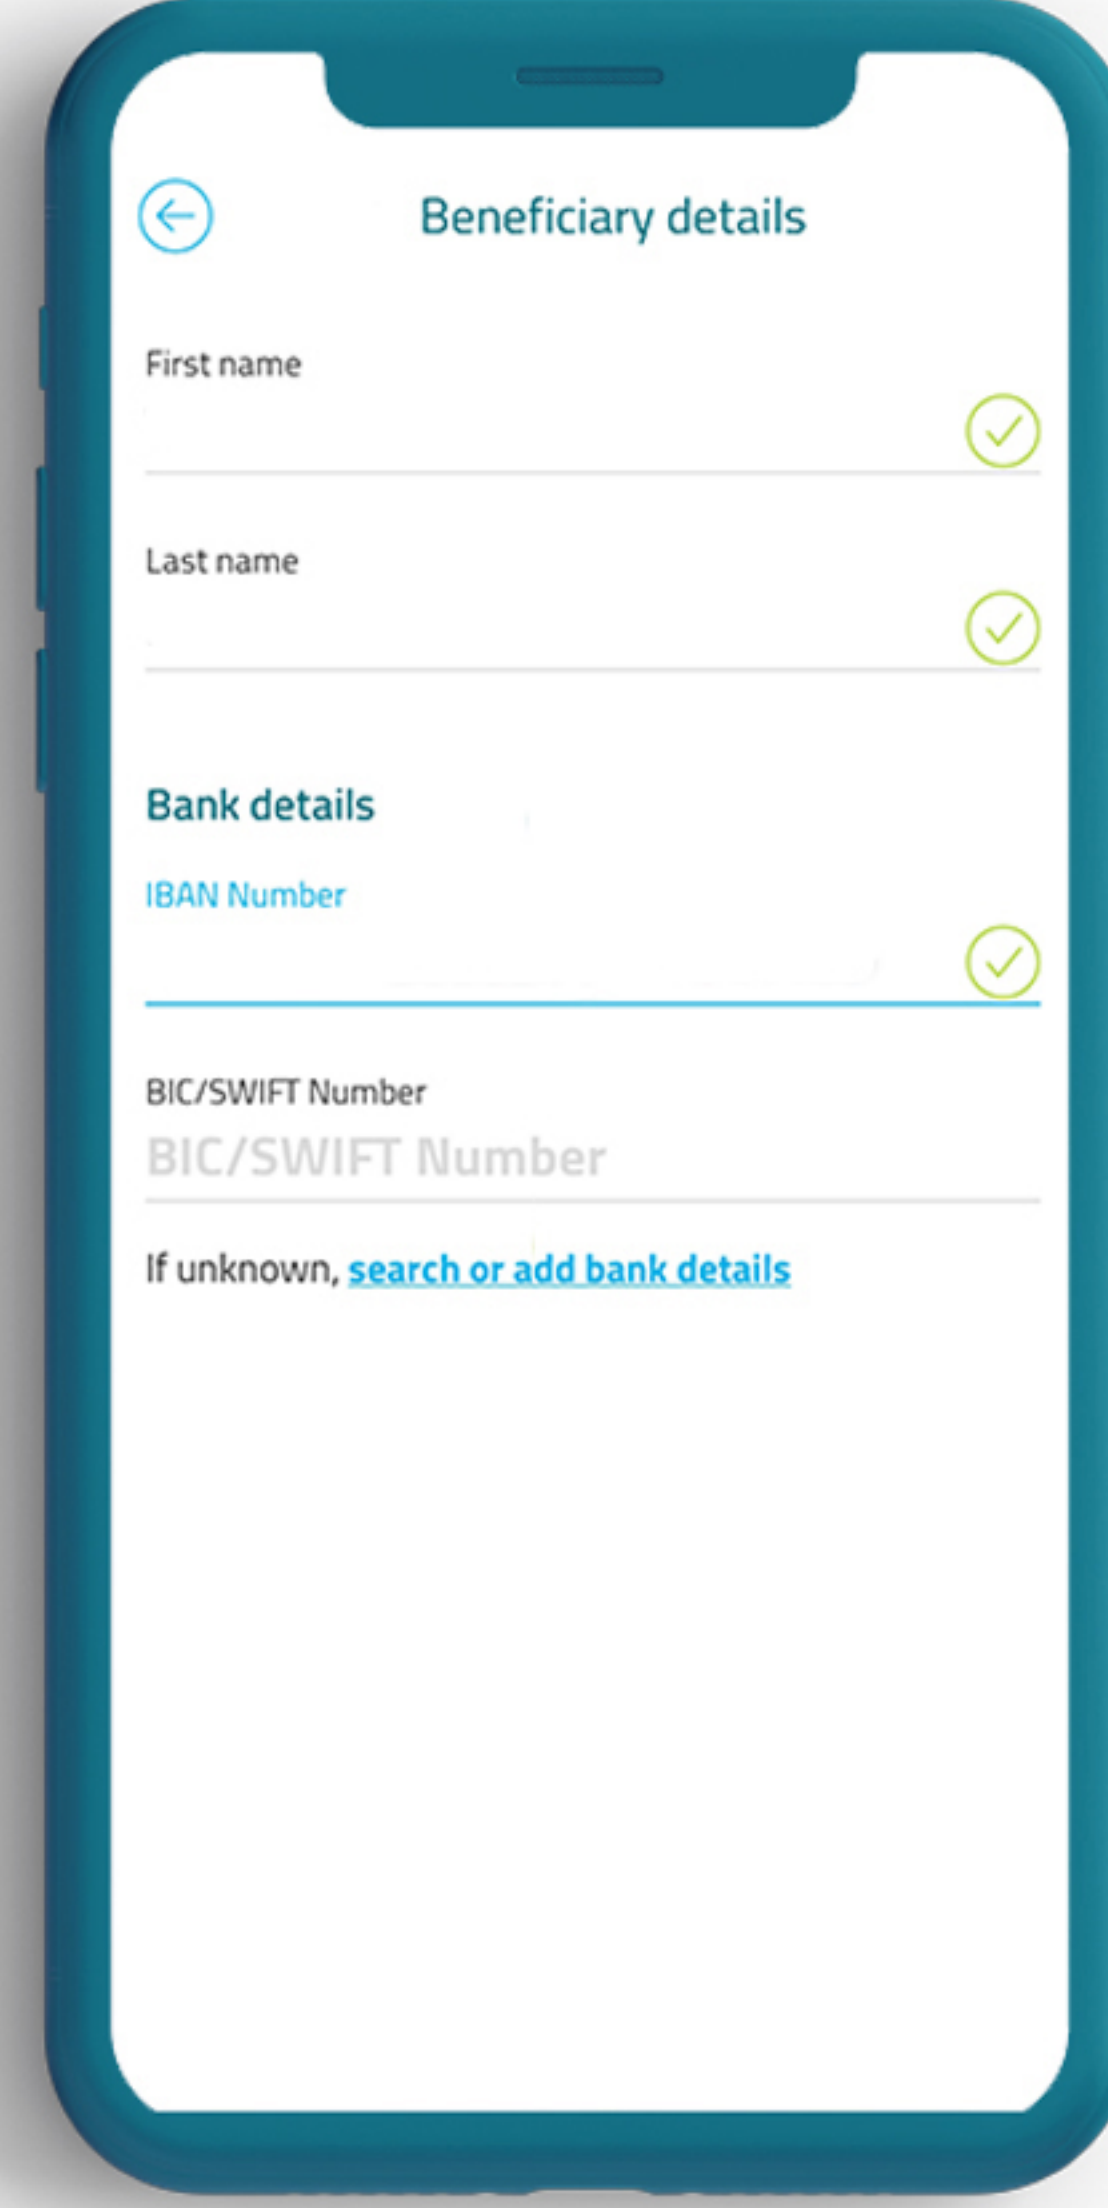 Beneficiary details
First name
Last name
Bank details
IBAN Number
BIC/SWIFT Number
BIC/SWIFT Number
If unknown, search or add bank details